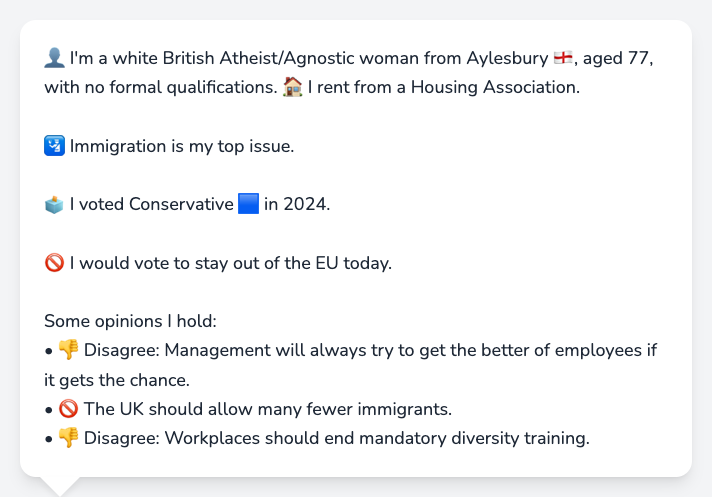 👤 I'm a white British Atheist/Agnostic woman from Aylesbury 🏴󠁧󠁢󠁥󠁮󠁧󠁿, aged 77,
with no formal qualifications. 🏠 I rent from a Housing Association.
🛂 Immigration is my top issue.
🗳️ I voted Conservative 🟦 in 2024.
🚫 I would vote to stay out of the EU today.
Some opinions I hold:
• 👎 Disagree: Management will always try to get the better of employees if
it gets the chance.
• 🚫 The UK should allow many fewer immigrants.
• 👎 Disagree: Workplaces should end mandatory diversity training.